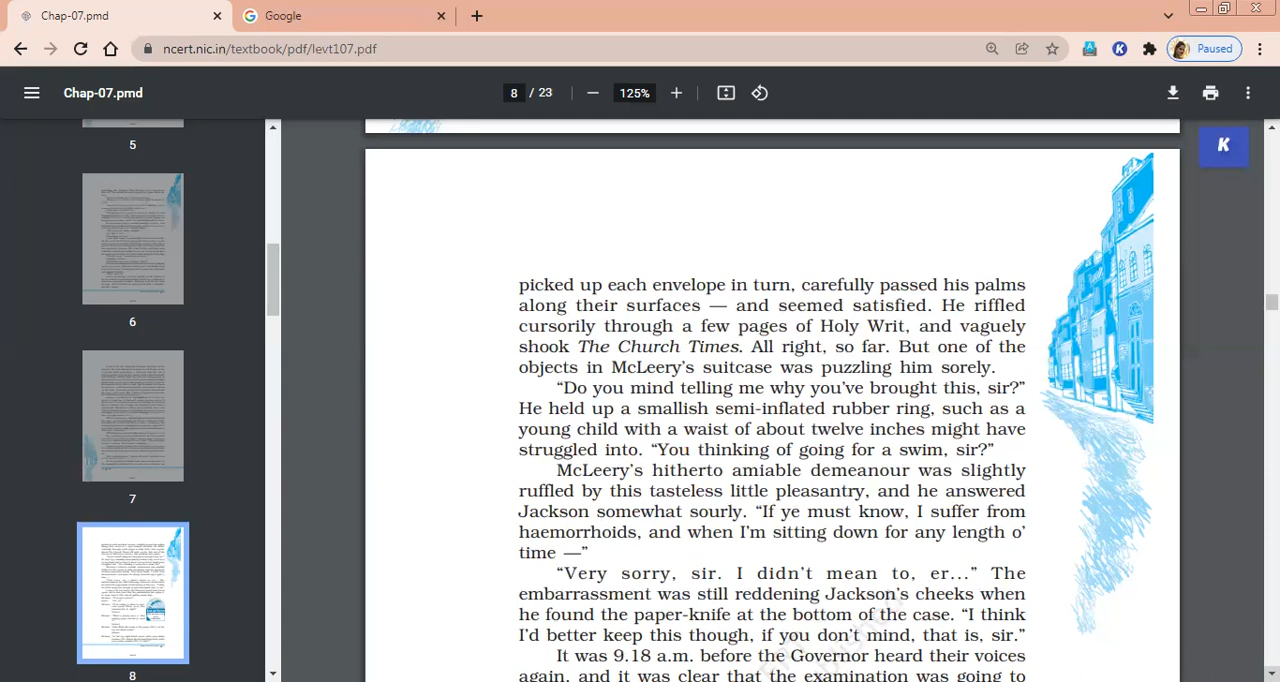 Chap-07.pmd
Google
ncert.nic.in/textbook/pdf/levt107.pdf
Paused
Chap-07.pmd
8 / 23
125%
5
6
7
8
K
picked up each envelope in turn, carefully passed his palms
along their surfaces — and seemed satisfied. He riffled
cursorily through a few pages of Holy Writ, and vaguely
shook The Church Times. All right, so far. But one of the
objects in McLeery's suitcase was puzzling him sorely.
“Do you mind telling me why you've brought this, sir?”
He held up a smallish semi-inflated rubber ring, such as a
young child with a waist of about twelve inches might have
struggled into. “You thinking of going for a swim, sir?”
McLeery's hitherto amiable demeanour was slightly
ruffled by this tasteless little pleasantry, and he answered
Jackson somewhat sourly. “If ye must know, I suffer from
haemorrhoids, and when I'm sitting down for any length o'
time —”
“Very sorry, sir. I didn't mean to, er...” The
embarrassment was still reddening Jackson's cheeks when
he found the paper-knife at the bottom of the case. “I think
I'd better keep this though, if you don't mind, that is, sir.”
It was 9.18 a.m. before the Governor heard their voices
again, and it was clear that the examination was going to